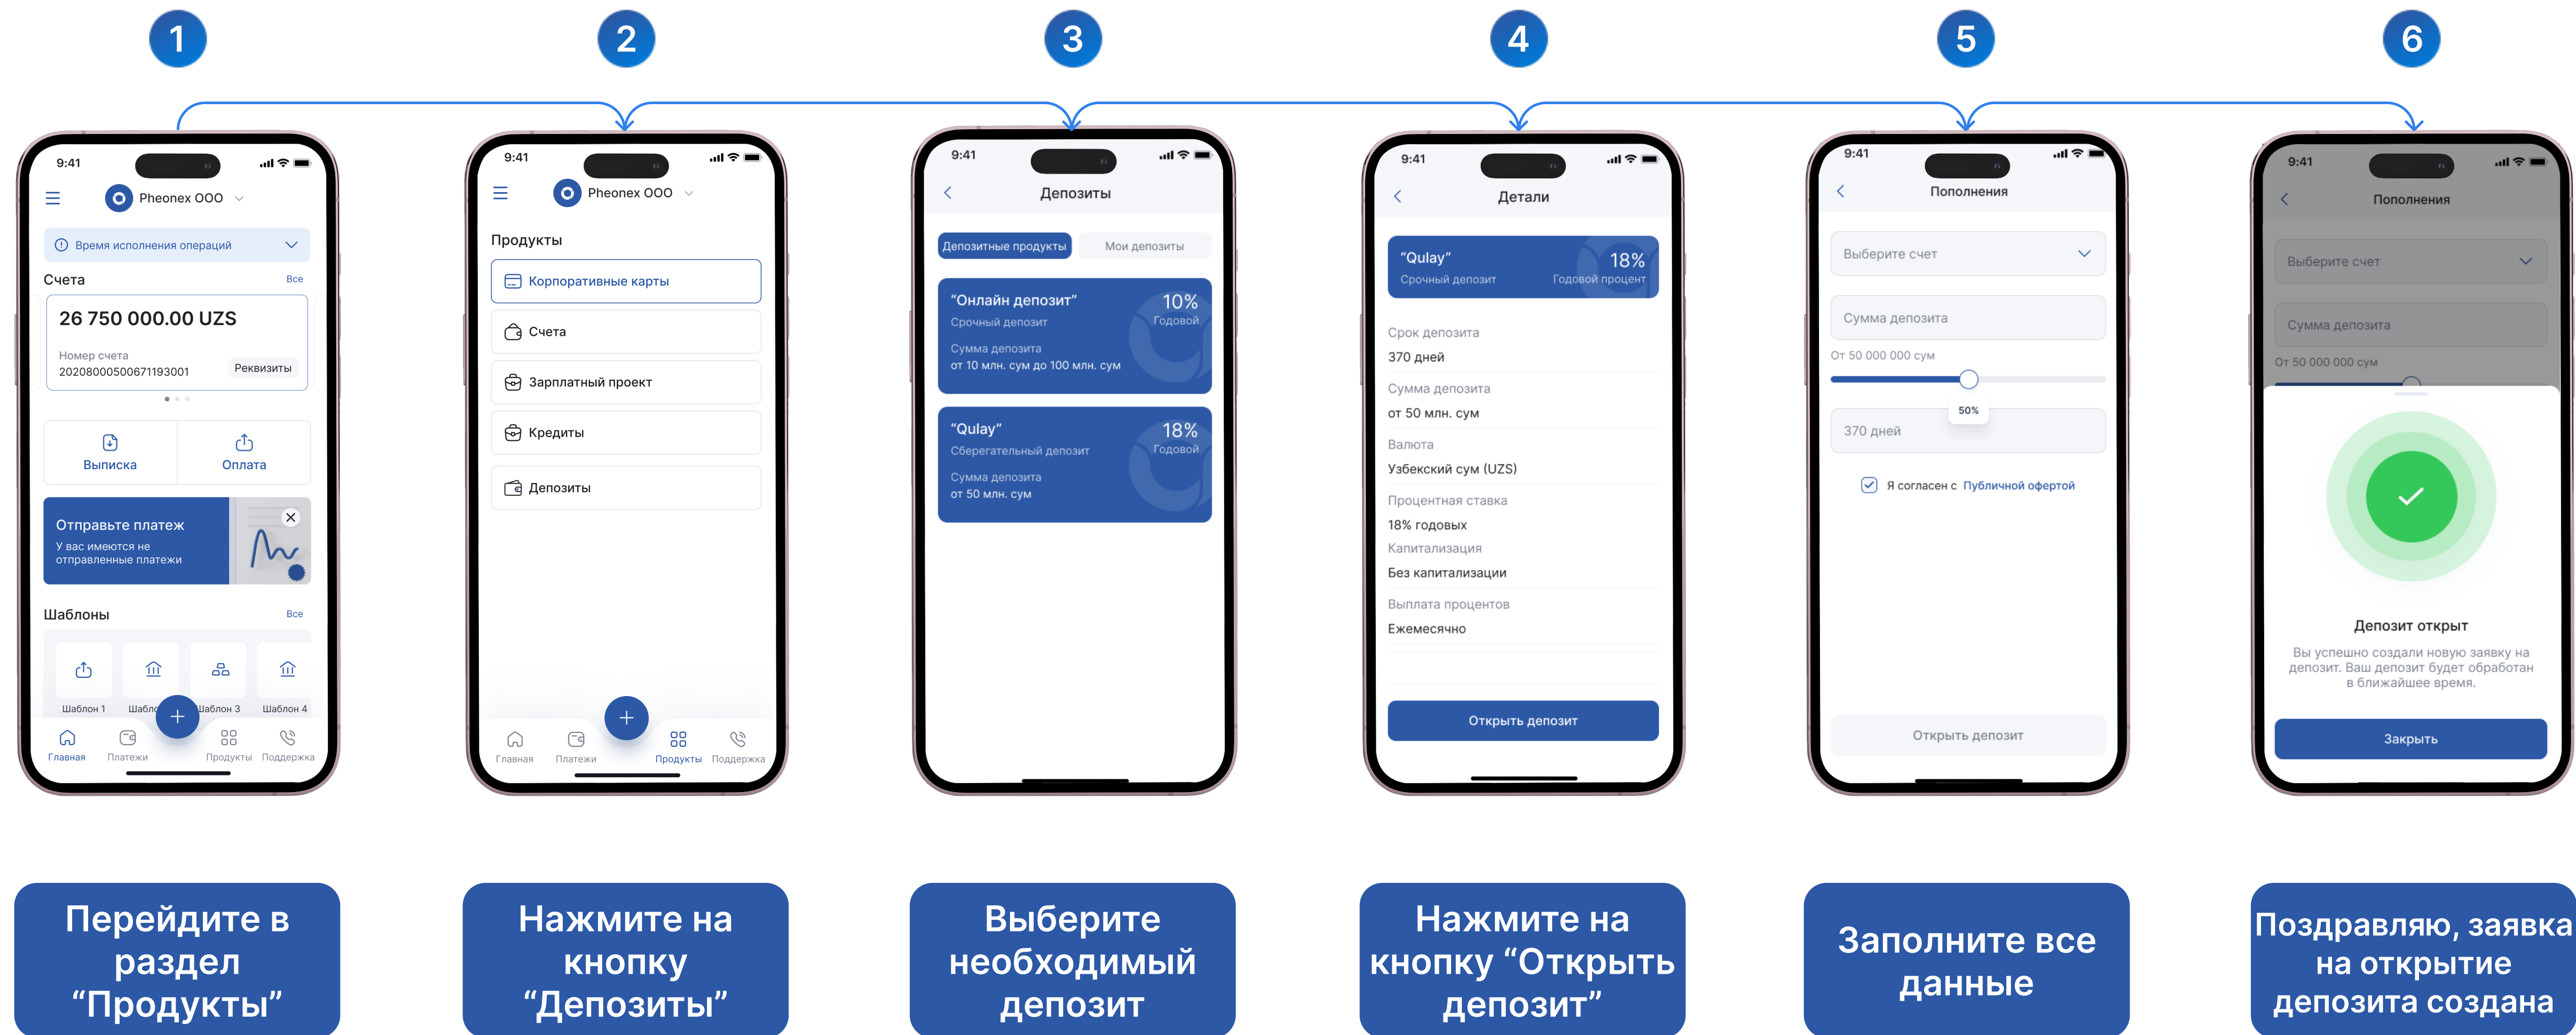 1
2
3
4
5
6
9:41
Pheonex OOO
Время исполнения операций
Счета
Все
26 750 000.00 UZS
Номер счета
20208000500671193001
Реквизиты
Выписка
Оплата
Отправьте платеж
У вас имеются не
отправленные платежи
Шаблоны
Все
Шаблон 1
Шабло
Шаблон 3
Шаблон 4
Главная
Платежи
Продукты
Поддержка
9:41
Pheonex OOO
Продукты
Корпоративные карты
Счета
Зарплатный проект
Кредиты
Депозиты
Главная
Платежи
Продукты
Поддержка
9:41
Депозиты
Депозитные продукты
Мои депозиты
“Онлайн депозит”
10%
Срочный депозит
Годовой
Сумма депозита
от 10 млн. сум до 100 млн. сум
“Qulay”
18%
Сберегательный депозит
Годовой
Сумма депозита
от 50 млн. сум
9:41
Детали
“Qulay”
18%
Срочный депозит
Годовой процент
Срок депозита
370 дней
Сумма депозита
от 50 млн. сум
Валюта
Узбекский сум (UZS)
Процентная ставка
18% годовых
Капитализация
Без капитализации
Выплата процентов
Ежемесячно
Открыть депозит
9:41
Пополнения
Выберите счет
Сумма депозита
От 50 000 000 сум
50%
370 дней
Я согласен с Публичной офертой
Открыть депозит
9:41
Пополнения
Выберите счет
Сумма депозита
От 50 000 000 сум
Депозит открыт
Вы успешно создали новую заявку на
депозит. Ваш депозит будет обработан
в ближайшее время.
Закрыть
Перейдите в
раздел
“Продукты”
Нажмите на
кнопку
“Депозиты”
Выберите
необходимый
депозит
Нажмите на
кнопку “Открыть
депозит”
Заполните все
данные
Поздравляю, заявка
на открытие
депозита создана